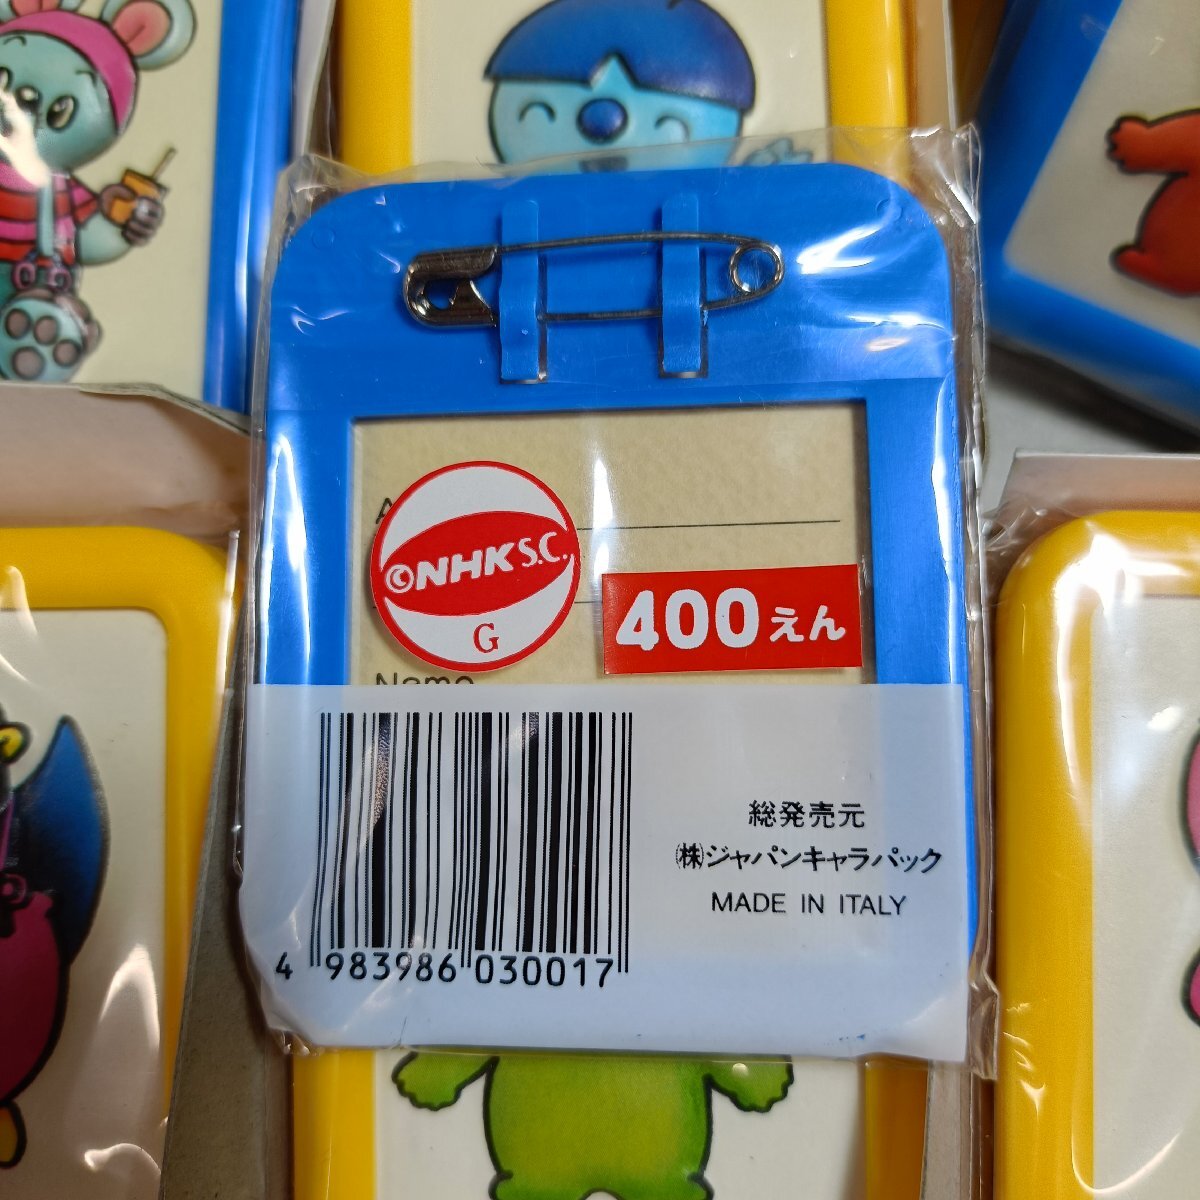 ©NHK S.C.
G
400えん
Name
総発売元
㈱ジャパンキャラパック
MADE IN ITALY
4 983986 030017